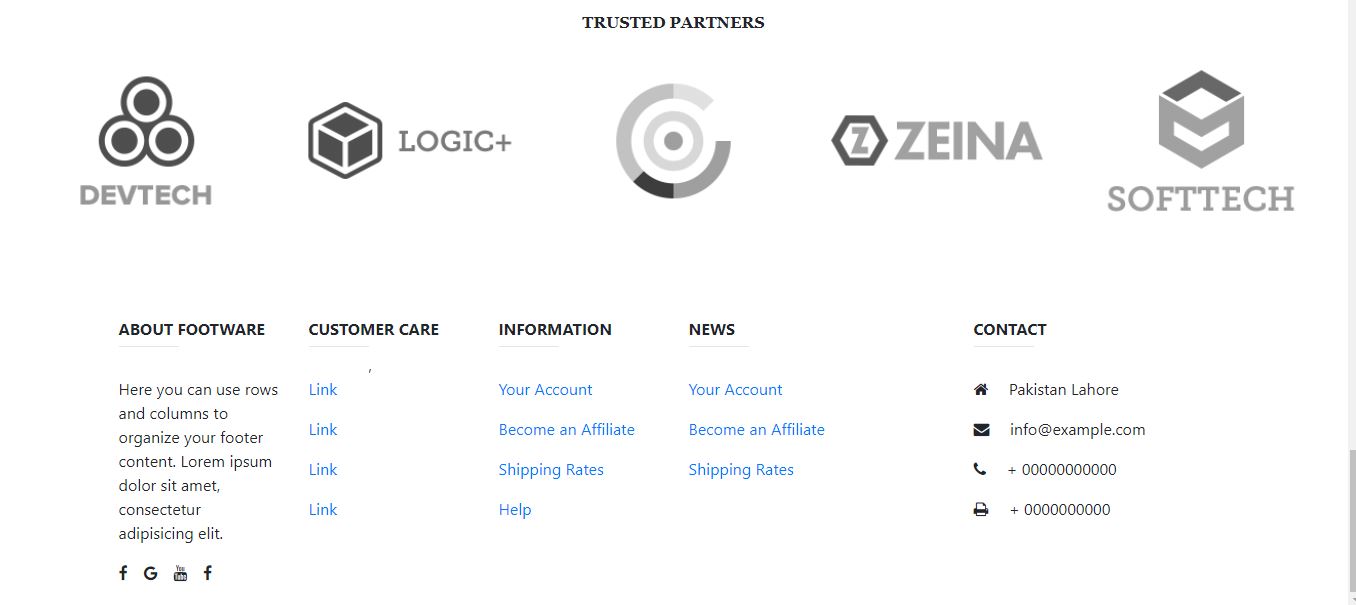 TRUSTED PARTNERS
DEVTECH
LOGIC+
Z ZEINA
SOFTTECH
ABOUT FOOTWARE
Here you can use rows
and columns to
organize your footer
content. Lorem ipsum
dolor sit amet,
consectetur
adipisicing elit.
f G You Tube f
CUSTOMER CARE
,
Link
Link
Link
Link
INFORMATION
Your Account
Become an Affiliate
Shipping Rates
Help
NEWS
Your Account
Become an Affiliate
Shipping Rates
CONTACT
Pakistan Lahore
info@example.com
+ 00000000000
+ 0000000000